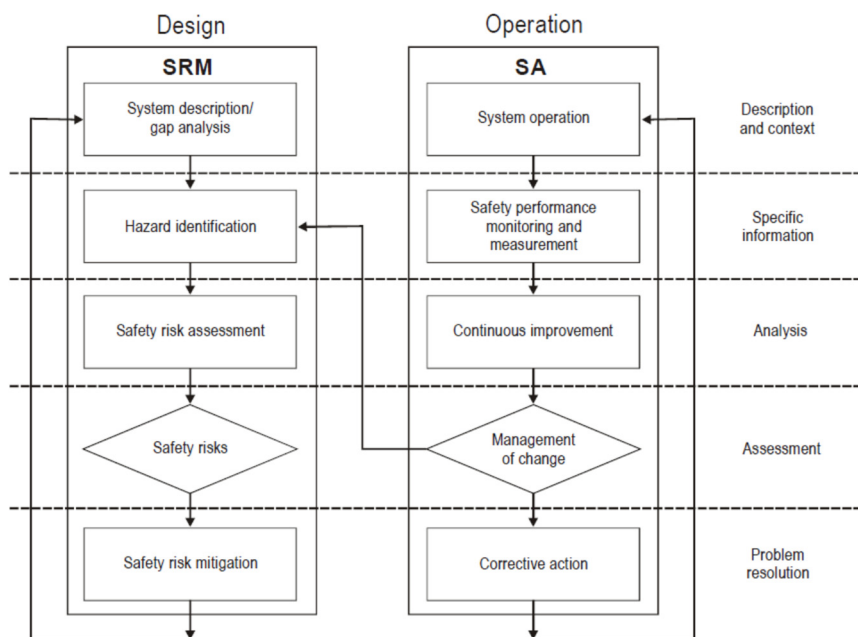 Design
Operation
SRM
SA
System description/
gap analysis
System operation
Description
and context
Hazard identification
Safety performance
monitoring and
measurement
Specific
information
Safety risk assessment
Continuous improvement
Analysis
Safety risks
Management
of change
Assessment
Safety risk mitigation
Corrective action
Problem
resolution